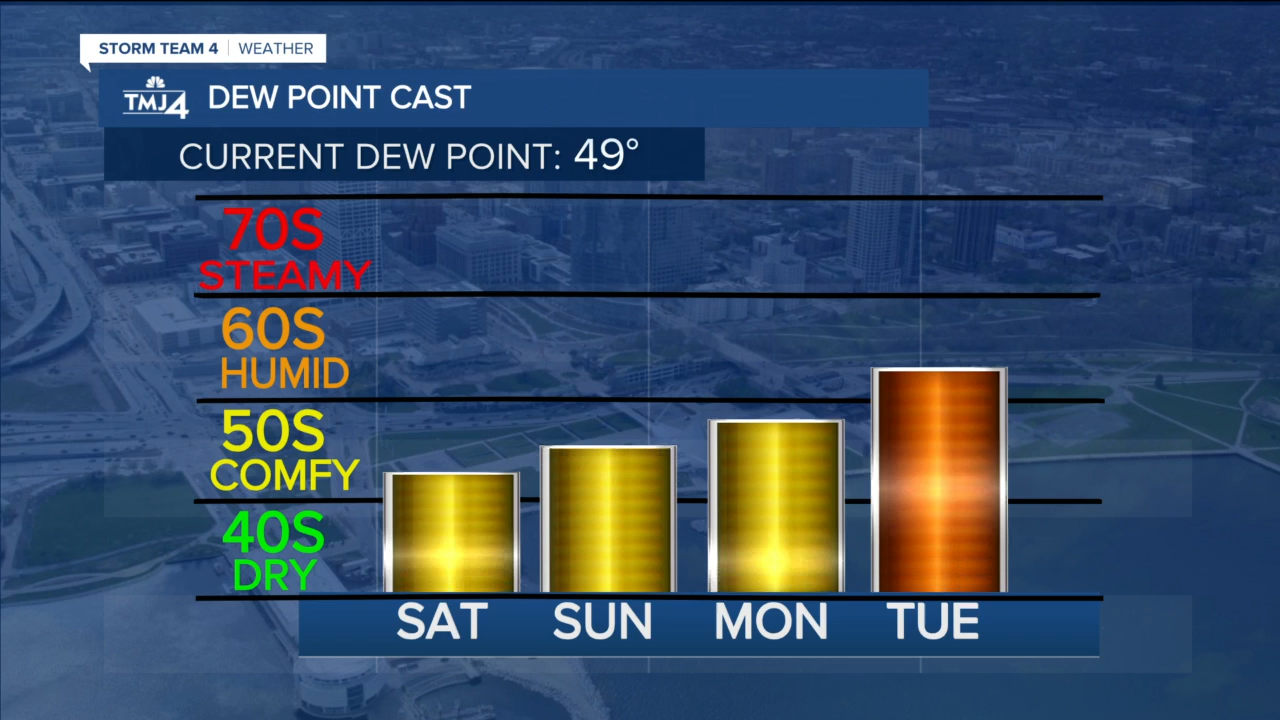 STORM TEAM 4 | WEATHER
TMJ4 DEW POINT CAST
CURRENT DEW POINT: 49°
70S
STEAMY
60S
HUMID
50S
COMFY
40S
DRY
SAT SUN MON TUE